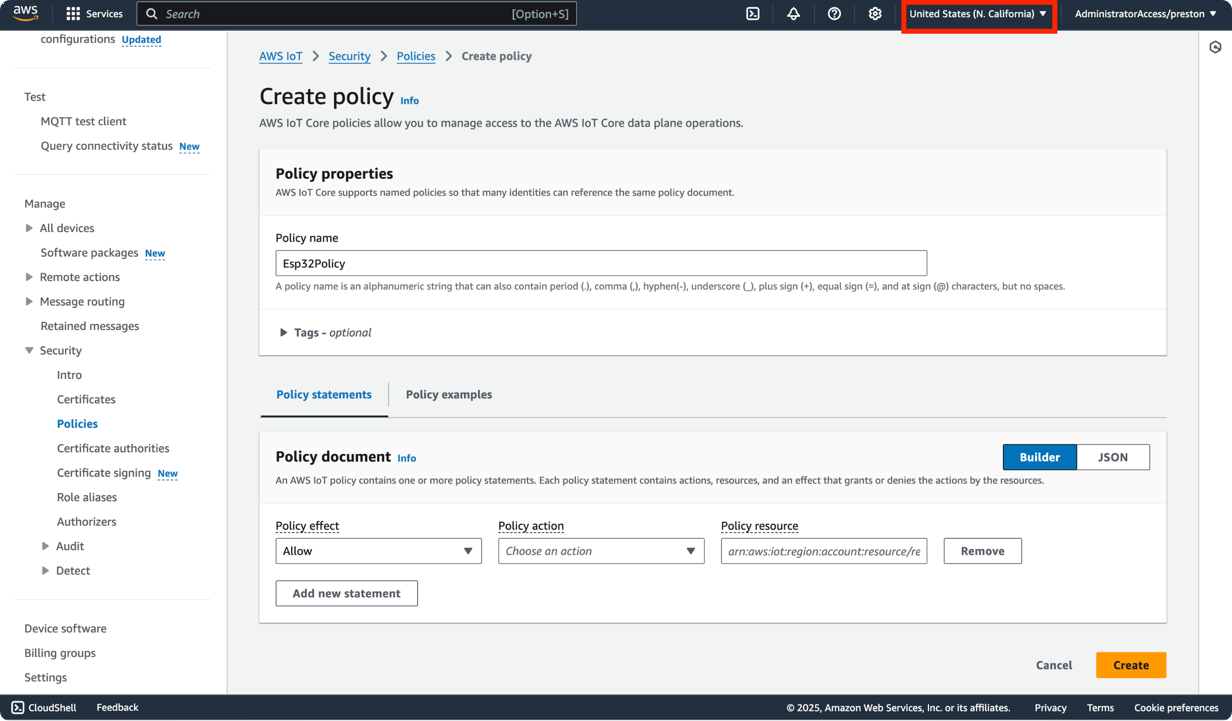 aws Services Search [Option+S] United States (N. California) AdministratorAccess/preston
configurations Updated
Test
MQTT test client
Query connectivity status New
Manage
All devices
Software packages New
Remote actions
Message routing
Retained messages
Security
Intro
Certificates
Policies
Certificate authorities
Certificate signing New
Role aliases
Authorizers
Audit
Detect
Device software
Billing groups
Settings
AWS IoT > Security > Policies > Create policy
Create policy Info
AWS IoT Core policies allow you to manage access to the AWS IoT Core data plane operations.
Policy properties
AWS IoT Core supports named policies so that many identities can reference the same policy document.
Policy name
Esp32Policy
A policy name is an alphanumeric string that can also contain period (.), comma (,), hyphen(-), underscore (_), plus sign (+), equal sign (=), and at sign (@) characters, but no spaces.
Tags - optional
Policy statements Policy examples
Policy document Info Builder JSON
An AWS IoT policy contains one or more policy statements. Each policy statement contains actions, resources, and an effect that grants or denies the actions by the resources.
Policy effect Policy action Policy resource
Allow Choose an action arn:aws:iot:region:account:resource/re Remove
Add new statement
Cancel Create
CloudShell Feedback © 2025, Amazon Web Services, Inc. or its affiliates. Privacy Terms Cookie preferences